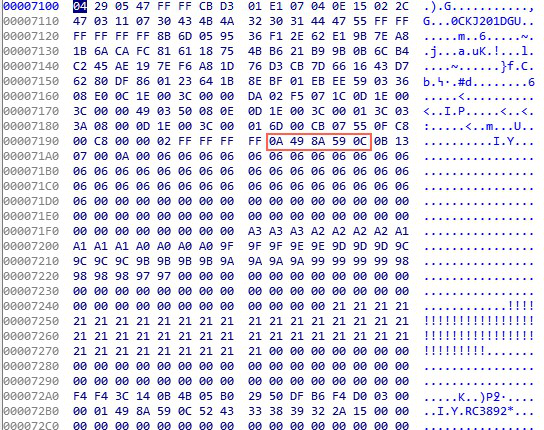 00007100 04 29 05 47 FF FF CB D3 01 E1 07 04 0E 15 02 2C .).G...........,
00007110 47 03 11 07 30 43 4B 4A 32 30 31 44 47 55 FF FF G...0CKJ201DGU..
00007120 FF FF FF FF 8B 6D 05 95 36 F1 2E 62 E1 9B 7E A8 .....m..6.....~.
00007130 1B 6A CA FC 81 61 18 75 4B B6 21 B9 9B 0B 6C B4 .j...a.uK.!...l.
00007140 C2 45 AE 19 7E F6 A8 1D 76 D3 CB 7D 66 16 43 D7 ....~......}f.C.
00007150 62 80 DF 86 01 23 64 1B 8E BF 01 EB EE 59 03 36 b.ϟ..#d........6
00007160 08 E0 0C 1E 00 3C 00 00 DA 02 F5 07 1C 0D 1E 00 .....<..........
00007170 3C 00 00 49 03 50 08 0E 0D 1E 00 3C 00 01 3C 03 <..I.P.....<..<.
00007180 3A 08 00 0D 1E 00 3C 00 01 6D 00 CB 07 55 0F C8 :.....<..m...U..
00007190 00 C8 00 00 02 FF FF FF FF 0A 49 8A 59 0C 0B 13 ..........I.Y...
000071A0 07 00 0A 00 06 06 06 06 06 06 06 06 06 06 06 06 ................
000071B0 06 06 06 06 06 06 06 06 06 06 06 06 06 06 06 06 ................
000071C0 06 06 06 06 06 06 06 06 06 06 06 06 06 06 06 06 ................
000071D0 06 06 06 06 06 06 06 06 06 06 06 06 06 06 06 06 ................
000071E0 00 00 00 00 00 00 00 00 00 00 00 00 00 00 00 00 ................
000071F0 00 00 00 00 00 00 00 00 A3 A3 A3 A2 A2 A2 A2 A1 ................
00007200 A1 A1 A1 A0 A0 A0 A0 9F 9F 9F 9E 9E 9D 9D 9D 9C ................
00007210 9C 9C 9C 9B 9B 9B 9B 9A 9A 9A 9A 99 99 99 99 98 ................
00007220 98 98 98 97 97 00 00 00 00 00 00 00 00 00 00 00 ................
00007230 00 00 00 00 00 00 00 00 00 00 00 00 00 00 00 00 ................
00007240 00 00 00 00 00 00 00 00 00 00 00 00 21 21 21 21 ............!!!!
00007250 21 21 21 21 21 21 21 21 21 21 21 21 21 21 21 21 !!!!!!!!!!!!!!!!
00007260 21 21 21 21 21 21 21 21 21 21 21 21 21 21 21 21 !!!!!!!!!!!!!!!!
00007270 21 21 21 21 21 21 21 21 21 00 00 00 00 00 00 00 !!!!!!!!!.......
00007280 00 00 00 00 00 00 00 00 00 00 00 00 00 00 00 00 ................
00007290 00 00 00 00 00 00 00 00 00 00 00 00 00 00 00 00 ................
000072A0 F4 F4 3C 14 0B 4B 05 B0 29 50 DF B6 F4 D0 03 00
000072B0 00 01 49 8A 59 0C 52 43 33 38 39 32 2A 15 00 00 ..I.Y.RC3892*...
000072C0 00 00 00 00 00 00 00 00 00 00 00 00 00 00 00 00 ................